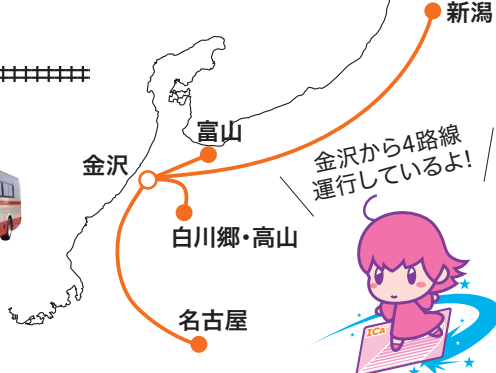 新潟
富山
金沢
金沢から4路線
運行しているよ!
白川郷・高山
名古屋
ICa